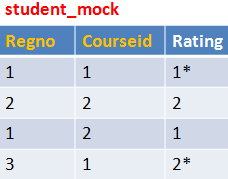 student_mock
Regno Courseid Rating
1 1 1*
2 2 2
1 2 1
3 1 2*